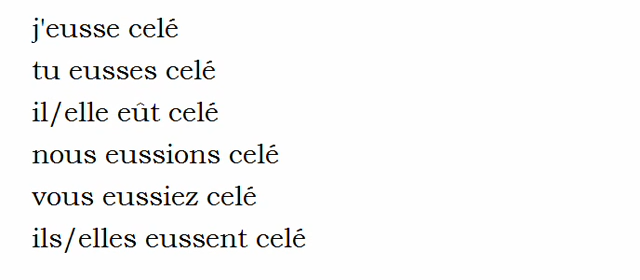 j'eusse celé
tu eusses celé
il/elle eût celé
nous eussions celé
vous eussiez celé
ils/elles eussent celé